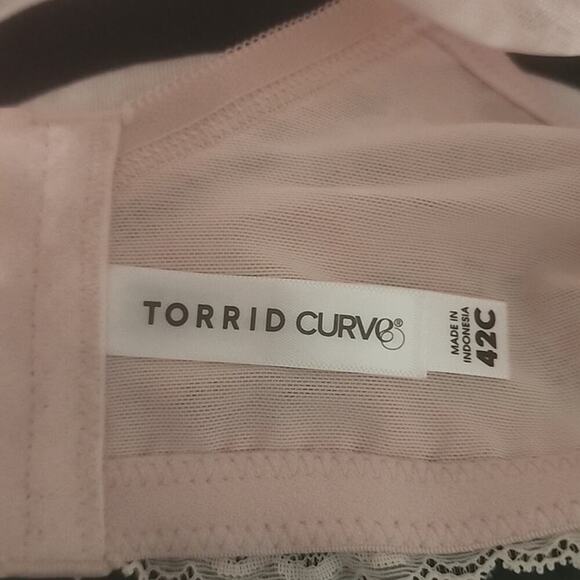 TORRID CURVE®
MADE IN
INDONESIA
42C